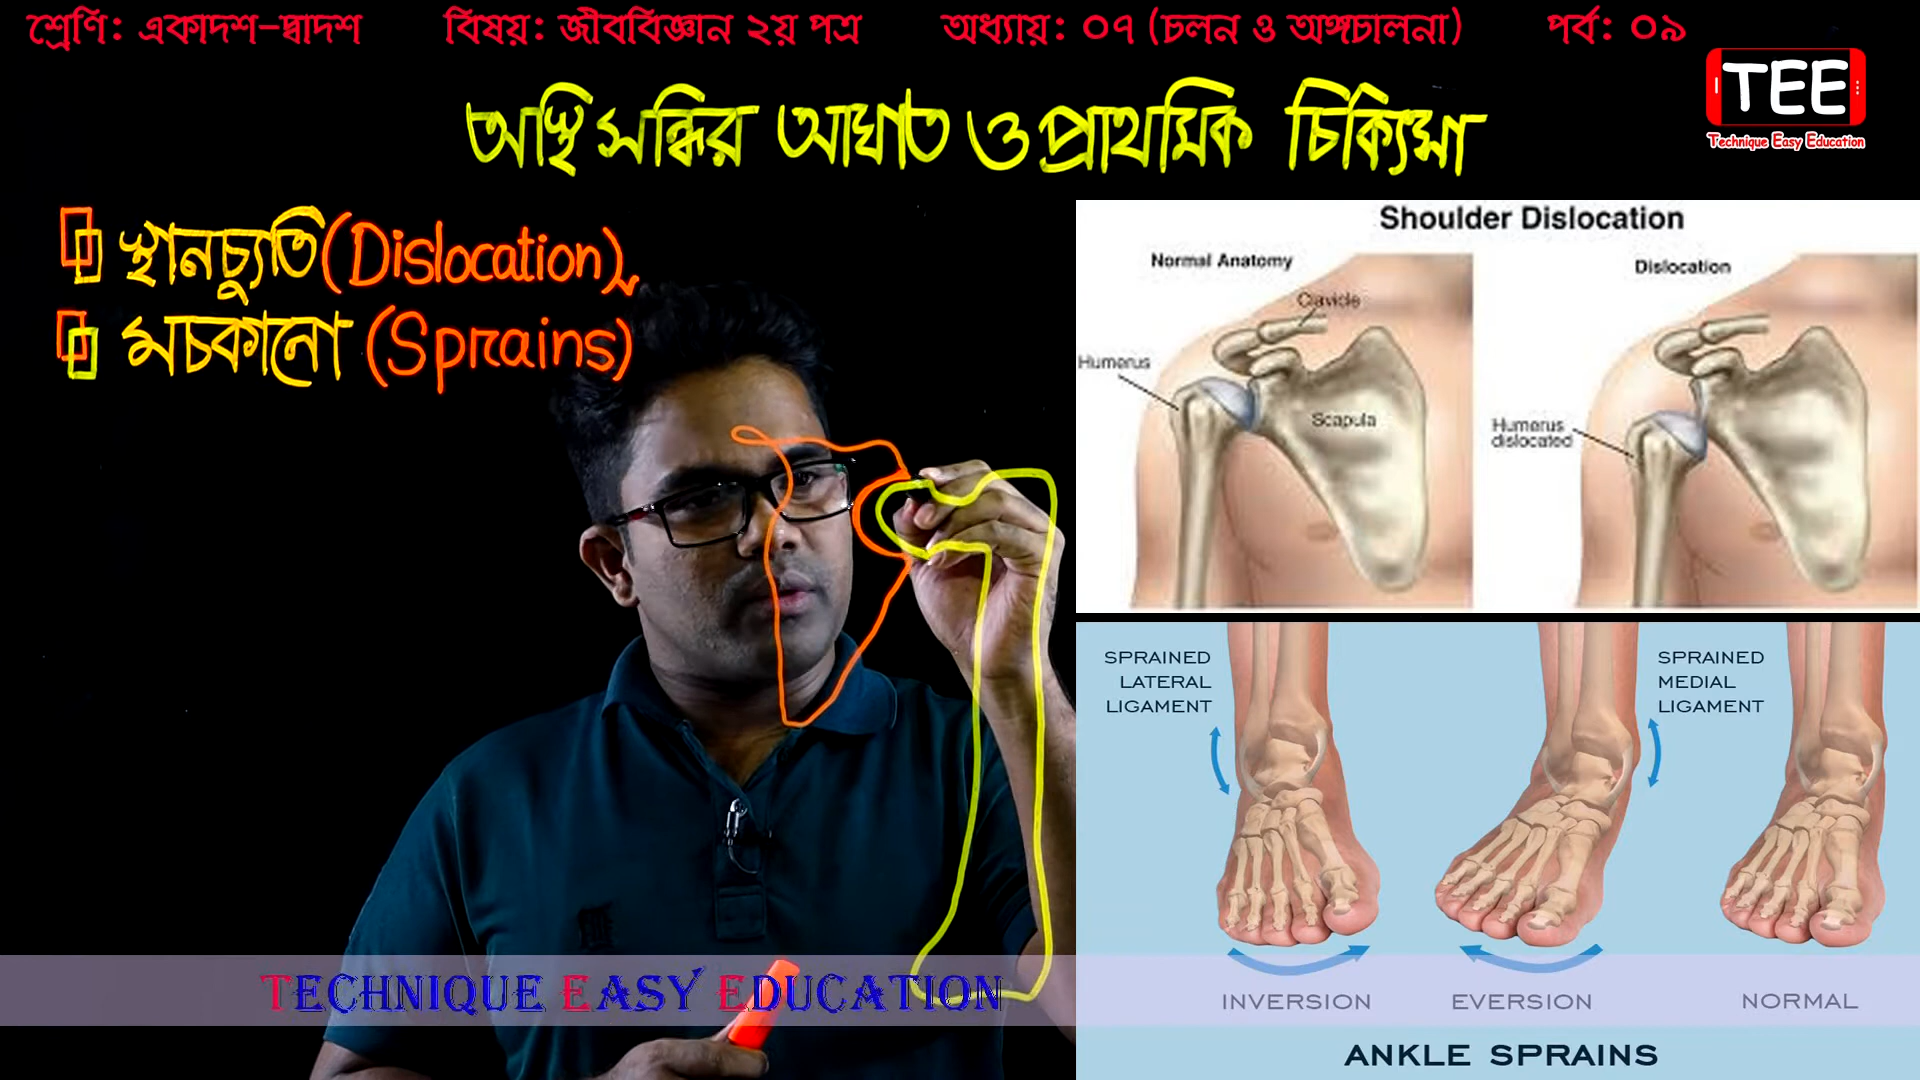 শ্রেণি: একাদশ-দ্বাদশ বিষয়: জীববিজ্ঞান ২য় পত্র অধ্যায়: ০৭ (চলন ও অঙ্গচালনা) পর্ব: ০৯
TEE
Technique Easy Education
অস্থি সন্ধির আঘাত ও প্রাথমিক চিকিৎসা
স্থানচ্যুতি (Dislocation)
মচকানো (Sprains)
Shoulder Dislocation
Normal Anatomy
Dislocation
Clavicle
Humerus
Scapula
Humerus
dislocated
SPRAINED
LATERAL
LIGAMENT
SPRAINED
MEDIAL
LIGAMENT
INVERSION EVERSION NORMAL
ANKLE SPRAINS
TECHNIQUE EASY EDUCATION